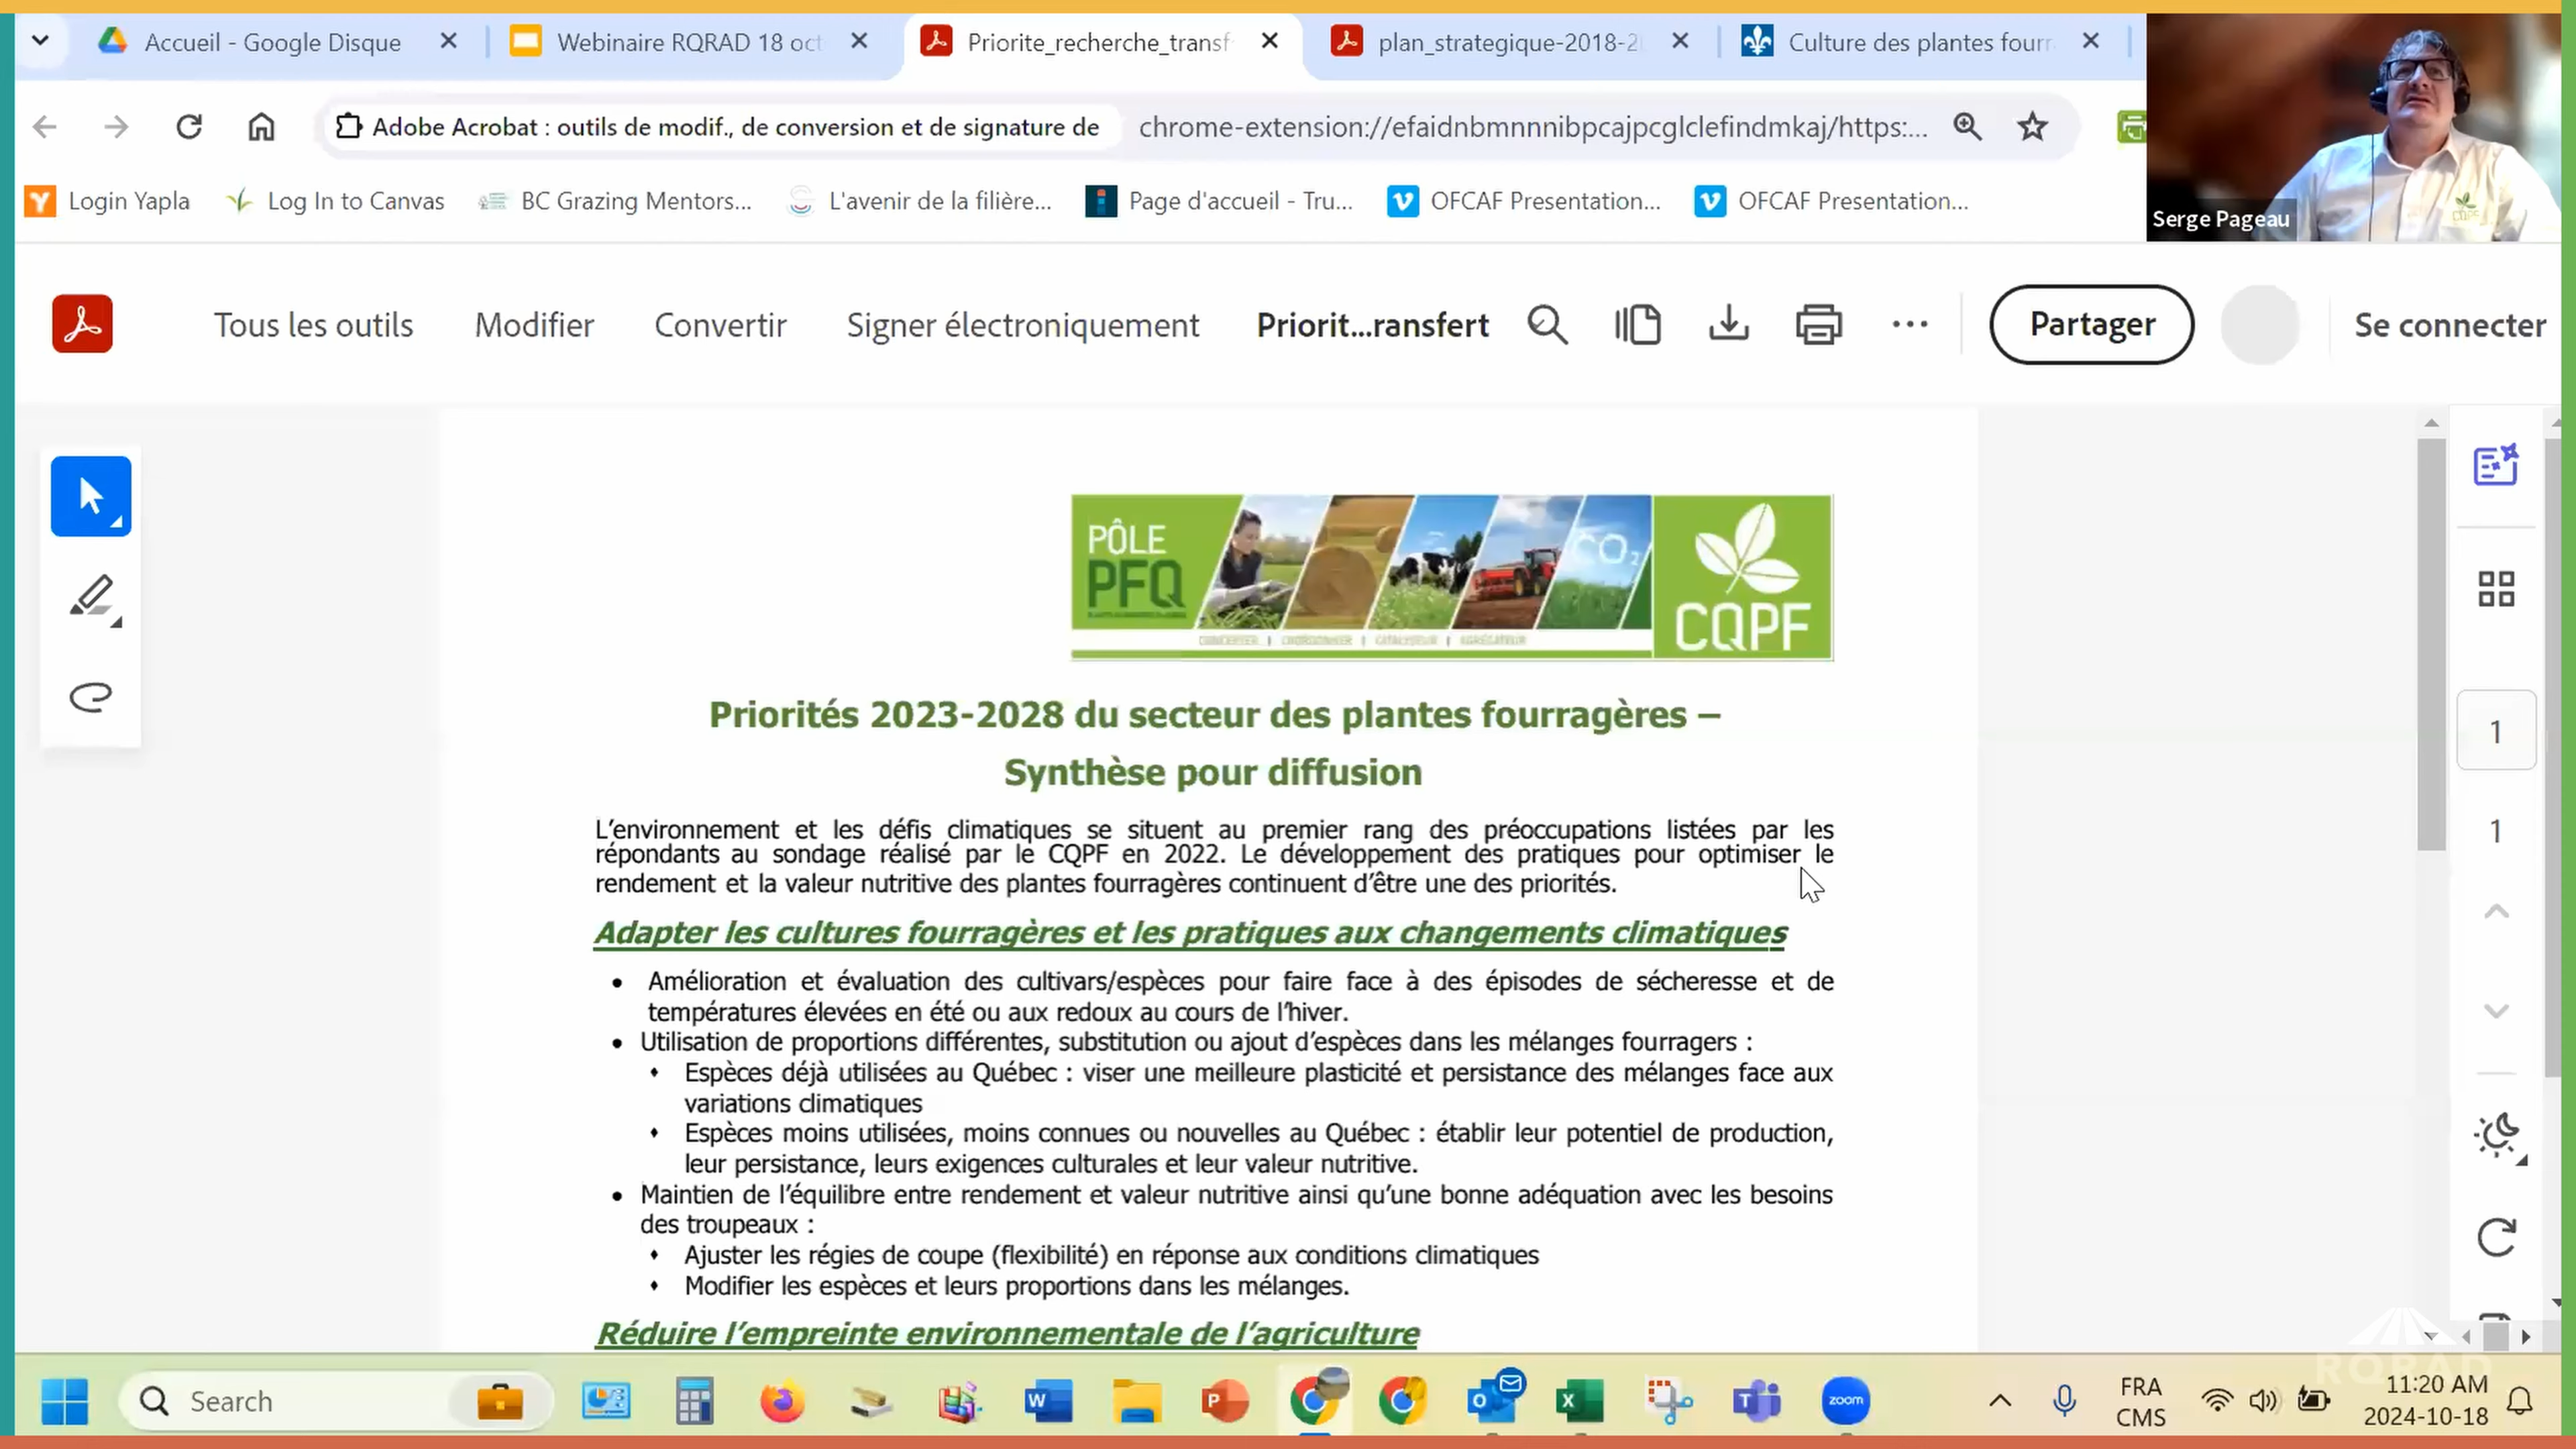 Accueil - Google Disque
Webinaire RQRAD 18 oct
Priorite_recherche_transf
plan_strategique-2018-2
Culture des plantes fourr
Adobe Acrobat : outils de modif., de conversion et de signature de
chrome-extension://efaidnbmnnnibpcajpcglclefindmkaj/https:...
Login Yapla
Log In to Canvas
BC Grazing Mentors...
L'avenir de la filière...
Page d'accueil - Tru...
OFCAF Presentation...
OFCAF Presentation...
Serge Pageau
Tous les outils
Modifier
Convertir
Signer électroniquement
Priorit...ransfert
Partager
Se connecter
PÔLE
PFQ
CO2
CQPF
Priorités 2023-2028 du secteur des plantes fourragères –
Synthèse pour diffusion
L'environnement et les défis climatiques se situent au premier rang des préoccupations listées par les
répondants au sondage réalisé par le CQPF en 2022. Le développement des pratiques pour optimiser le
rendement et la valeur nutritive des plantes fourragères continuent d'être une des priorités.
Adapter les cultures fourragères et les pratiques aux changements climatiques
• Amélioration et évaluation des cultivars/espèces pour faire face à des épisodes de sécheresse et de
températures élevées en été ou aux redoux au cours de l'hiver.
• Utilisation de proportions différentes, substitution ou ajout d'espèces dans les mélanges fourragers :
♦ Espèces déjà utilisées au Québec : viser une meilleure plasticité et persistance des mélanges face aux
variations climatiques
♦ Espèces moins utilisées, moins connues ou nouvelles au Québec : établir leur potentiel de production,
leur persistance, leurs exigences culturales et leur valeur nutritive.
• Maintien de l'équilibre entre rendement et valeur nutritive ainsi qu'une bonne adéquation avec les besoins
des troupeaux :
♦ Ajuster les régies de coupe (flexibilité) en réponse aux conditions climatiques
♦ Modifier les espèces et leurs proportions dans les mélanges.
Réduire l'empreinte environnementale de l'agriculture
1
1
RQRAD
Search
zoom
FRA
CMS
11:20 AM
2024-10-18